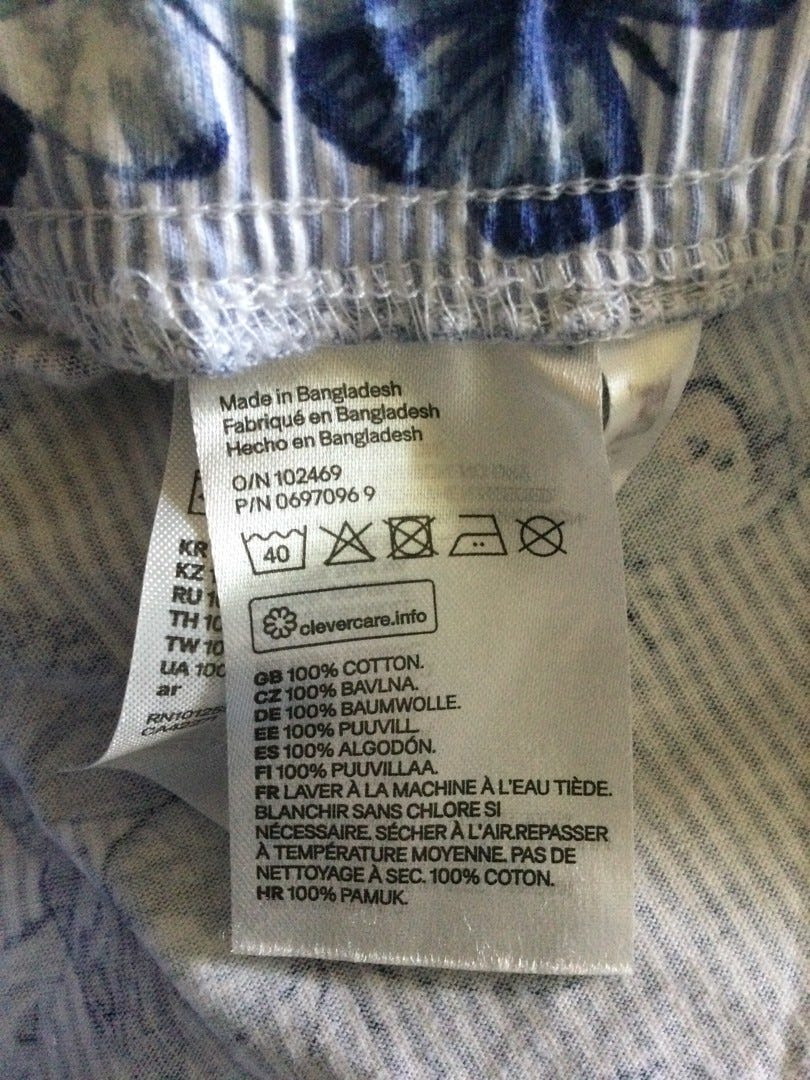 Made in Bangladesh
Fabriqué en Bangladesh
Hecho en Bangladesh
O/N 102469
P/N 0697096 9
40
clevercare.info
GB 100% COTTON.
CZ 100% BAVLNA.
DE 100% BAUMWOLLE.
EE 100% PUUVILL.
ES 100% ALGODÓN.
FI 100% PUUVILLAA.
FR LAVER À LA MACHINE À L'EAU TIÈDE.
BLANCHIR SANS CHLORE SI
NÉCESSAIRE. SÉCHER À L'AIR.REPASSER
À TEMPÉRATURE MOYENNE. PAS DE
NETTOYAGE À SEC. 100% COTON.
HR 100% PAMUK.
KR
KZ
RU
TH
TW
UA 100
ar